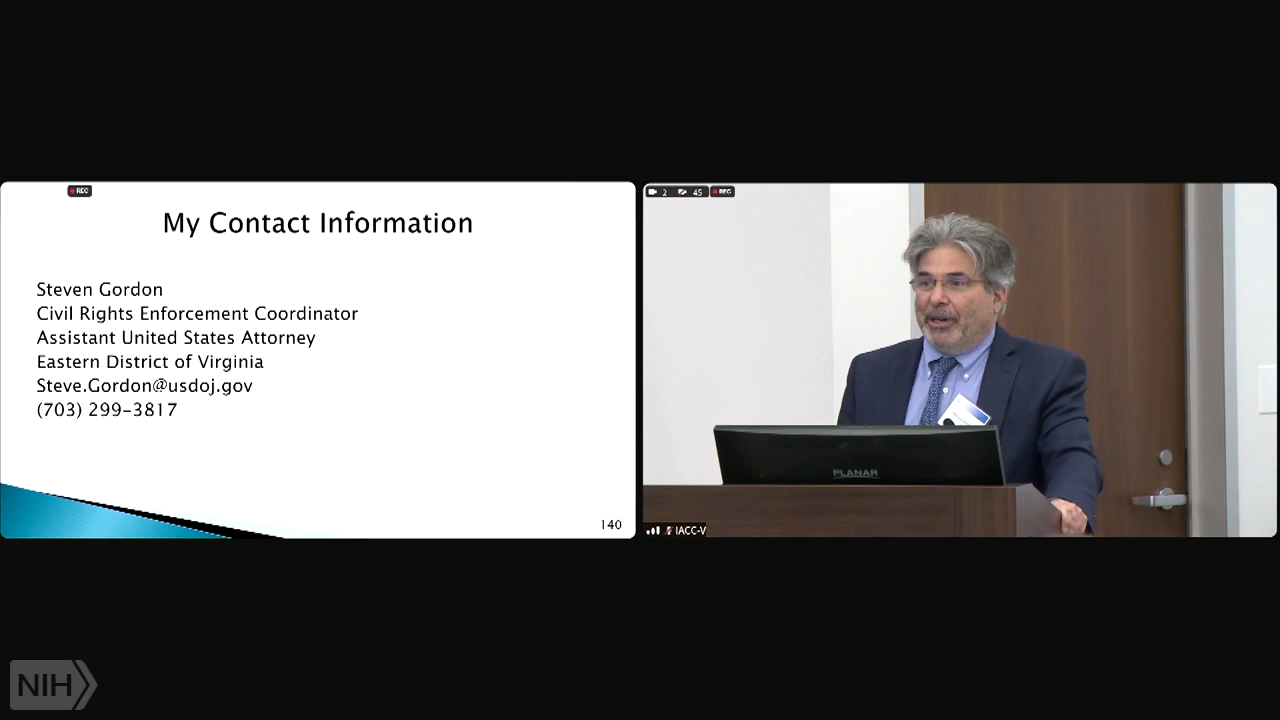 REC
My Contact Information
Steven Gordon
Civil Rights Enforcement Coordinator
Assistant United States Attorney
Eastern District of Virginia
Steve.Gordon@usdoj.gov
(703) 299-3817
140
2 45 REC
PLANAR
IACC-V
NIH